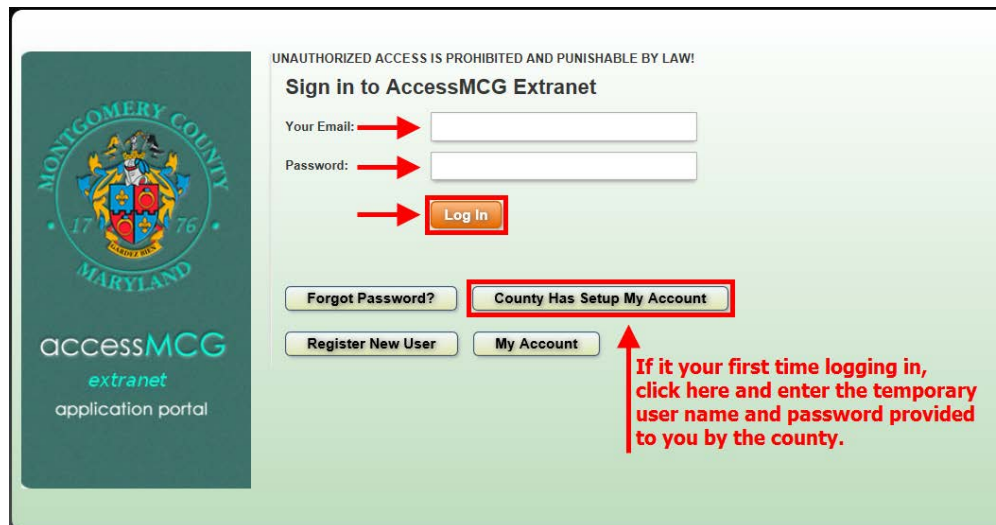 UNAUTHORIZED ACCESS IS PROHIBITED AND PUNISHABLE BY LAW!
Sign in to AccessMCG Extranet
Your Email:
Password:
Log In
Forgot Password?
County Has Setup My Account
Register New User
My Account
If it your first time logging in,
click here and enter the temporary
user name and password provided
to you by the county.
MONTGOMERY COUNTY
17 76
GARDEZ BIEN
MARYLAND
accessMCG
extranet
application portal